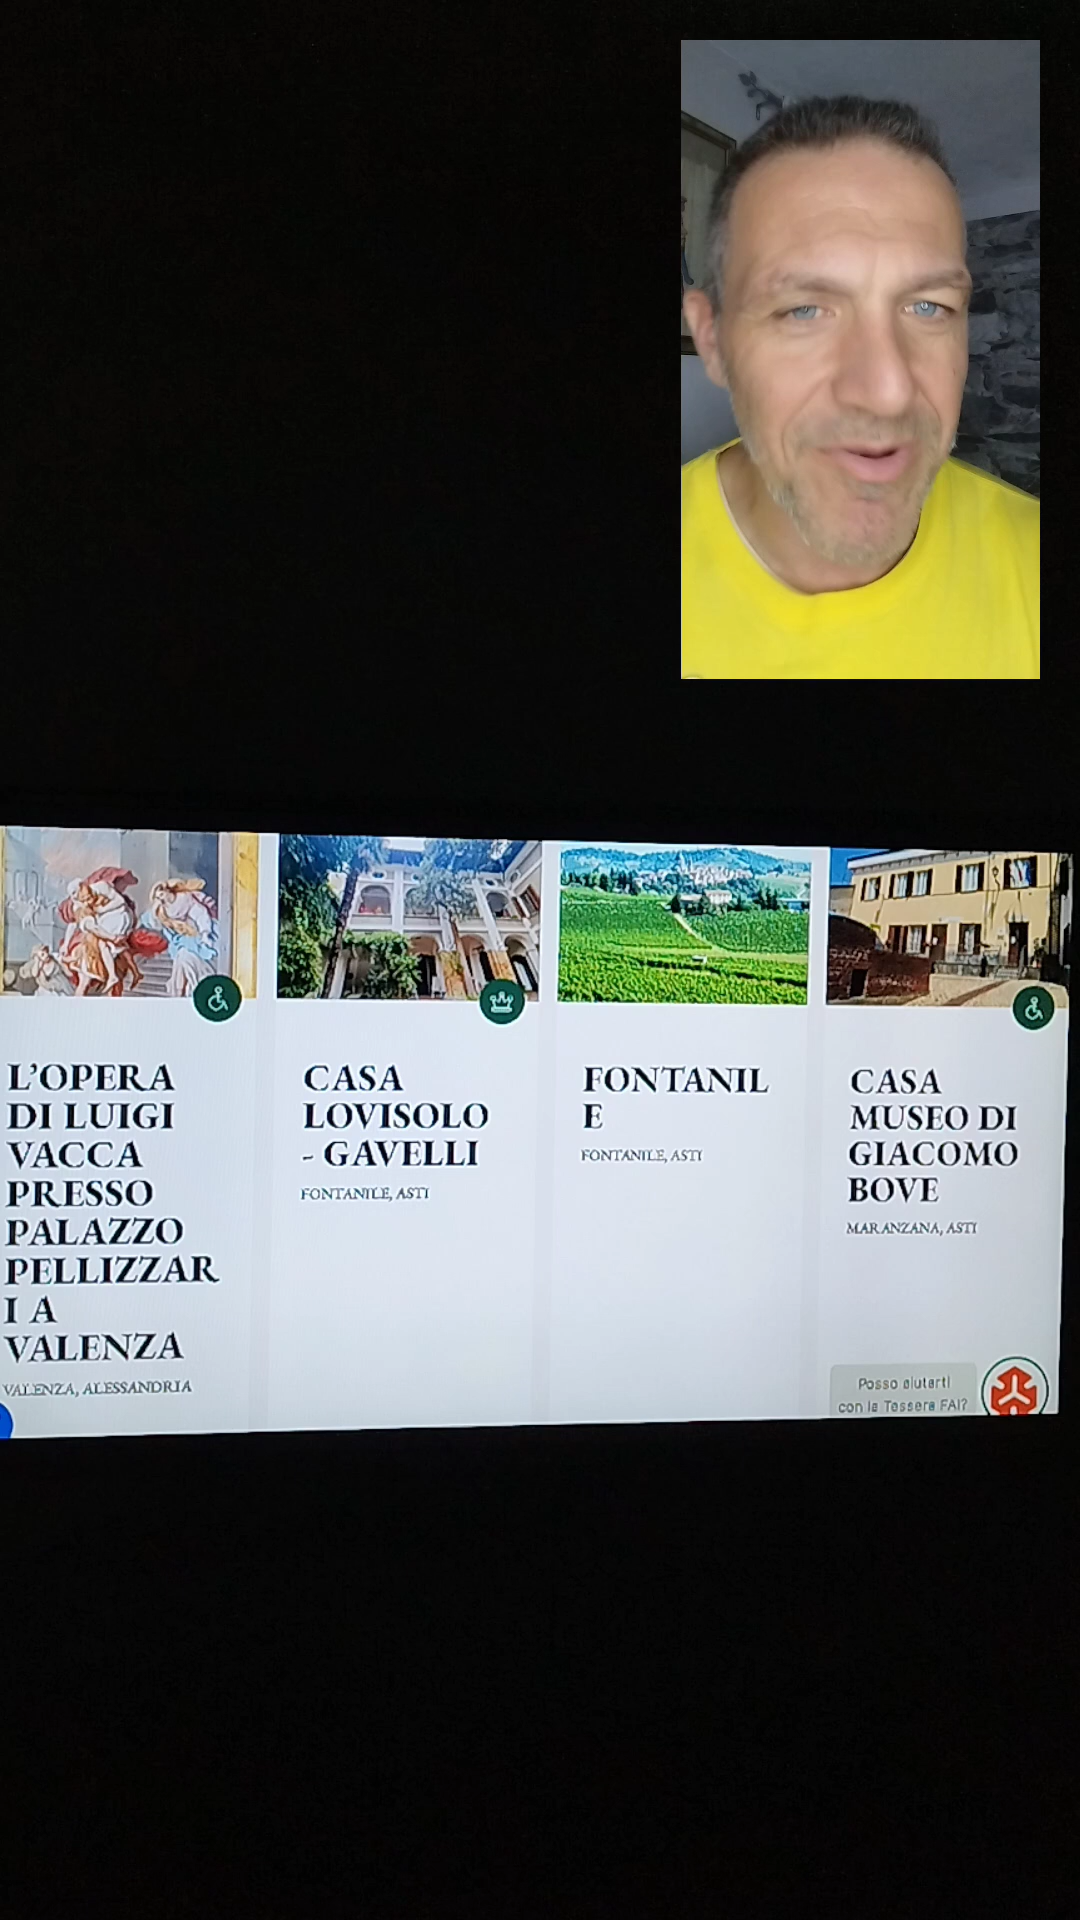 L'OPERA
DI LUIGI
VACCA
PRESSO
PALAZZO
PELLIZZAR
I A
VALENZA
VALENZA, ALESSANDRIA
CASA
LOVISOLO
- GAVELLI
FONTANILE, ASTI
FONTANIL
E
FONTANILE, ASTI
CASA
MUSEO DI
GIACOMO
BOVE
MARANZANA, ASTI
Posso aiutarti
con la Tessera FAI?